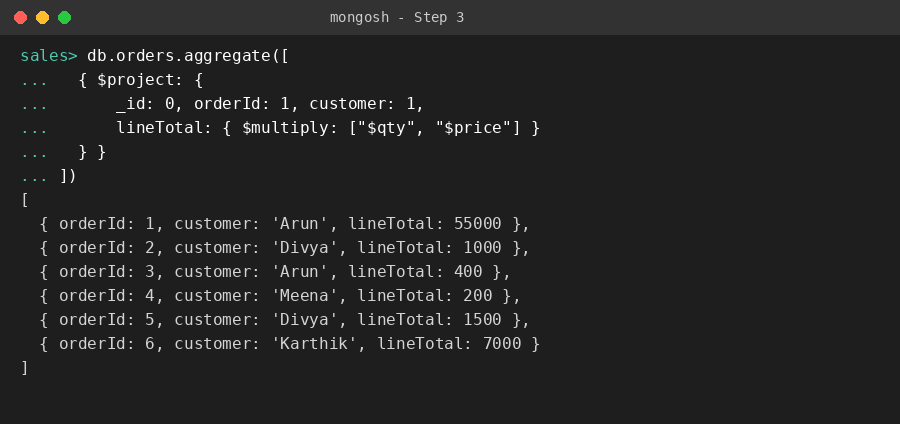 mongosh - Step 3
sales> db.orders.aggregate([
...   { $project: {
...       _id: 0, orderId: 1, customer: 1,
...       lineTotal: { $multiply: ["$qty", "$price"] }
...   } }
... ])
[
  { orderId: 1, customer: 'Arun', lineTotal: 55000 },
  { orderId: 2, customer: 'Divya', lineTotal: 1000 },
  { orderId: 3, customer: 'Arun', lineTotal: 400 },
  { orderId: 4, customer: 'Meena', lineTotal: 200 },
  { orderId: 5, customer: 'Divya', lineTotal: 1500 },
  { orderId: 6, customer: 'Karthik', lineTotal: 7000 }
]